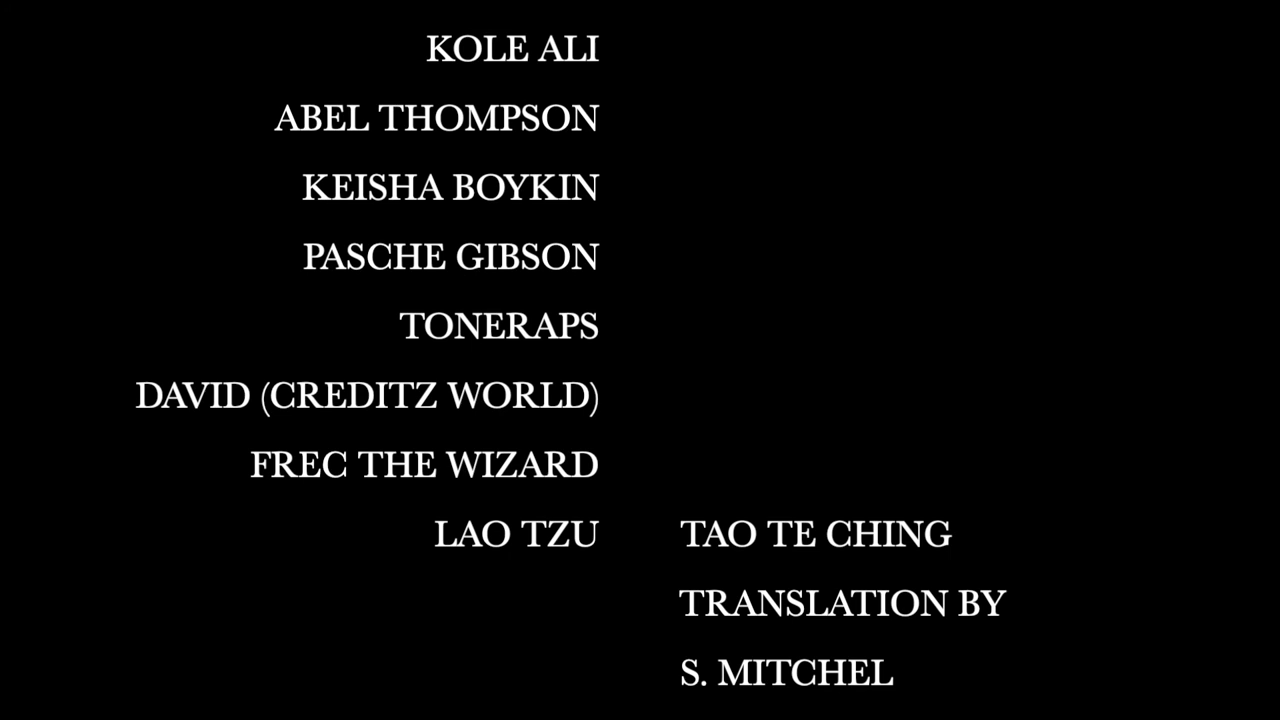 KOLE ALI
ABEL THOMPSON
KEISHA BOYKIN
PASCHE GIBSON
TONERAPS
DAVID (CREDITZ WORLD)
FREC THE WIZARD
LAO TZU TAO TE CHING
TRANSLATION BY
S. MITCHEL